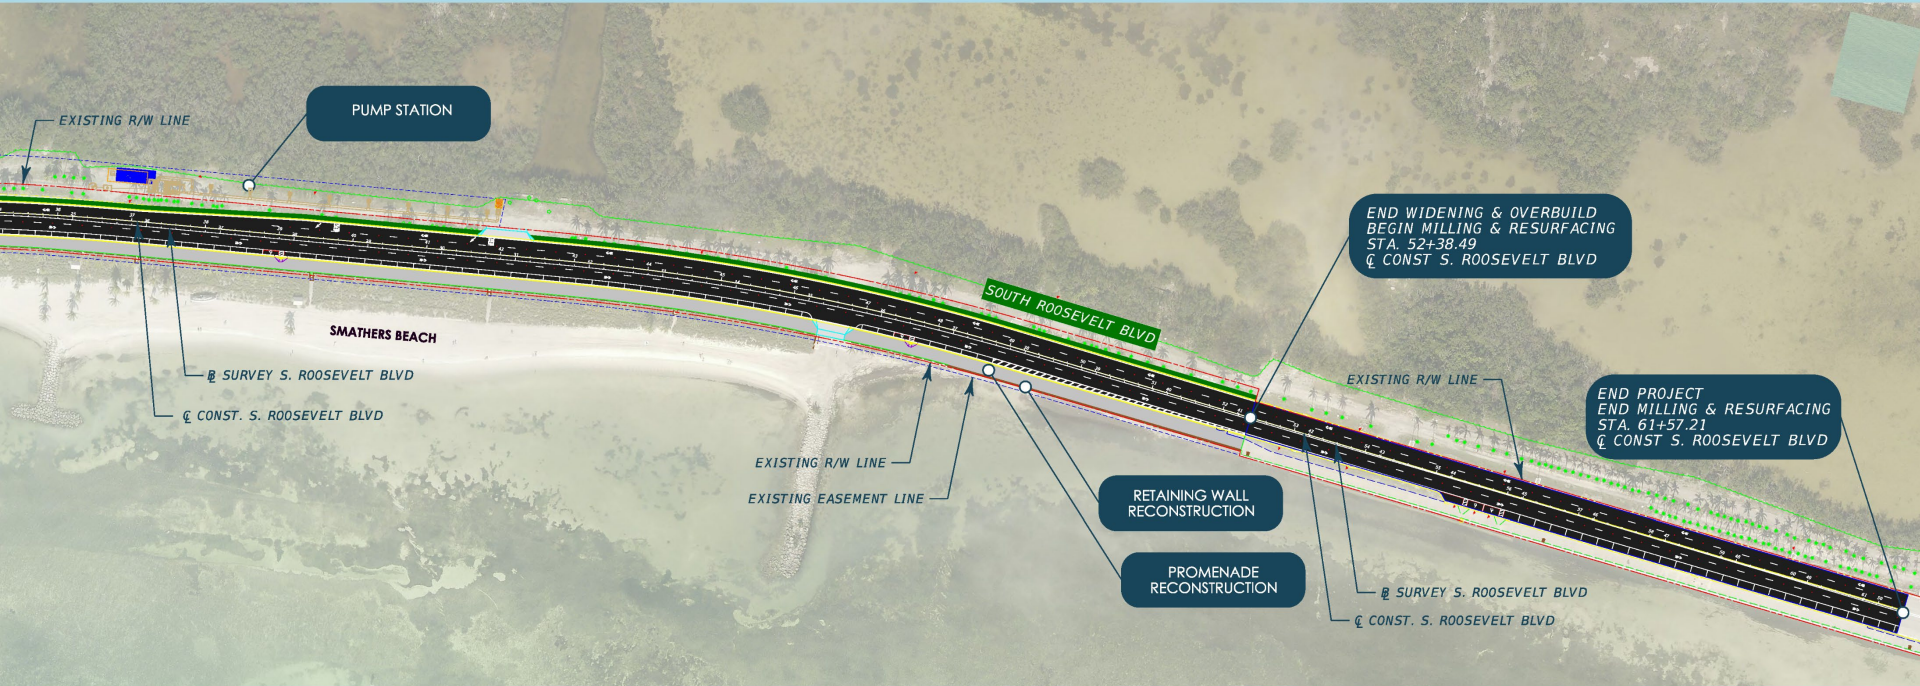 EXISTING R/W LINE
PUMP STATION
SMATHERS BEACH
℄ SURVEY S. ROOSEVELT BLVD
℄ CONST. S. ROOSEVELT BLVD
SOUTH ROOSEVELT BLVD
EXISTING R/W LINE
EXISTING EASEMENT LINE
RETAINING WALL
RECONSTRUCTION
PROMENADE
RECONSTRUCTION
END WIDENING & OVERBUILD
BEGIN MILLING & RESURFACING
STA. 52+38.49
℄ CONST S. ROOSEVELT BLVD
EXISTING R/W LINE
END PROJECT
END MILLING & RESURFACING
STA. 61+57.21
℄ CONST S. ROOSEVELT BLVD
℄ SURVEY S. ROOSEVELT BLVD
℄ CONST. S. ROOSEVELT BLVD